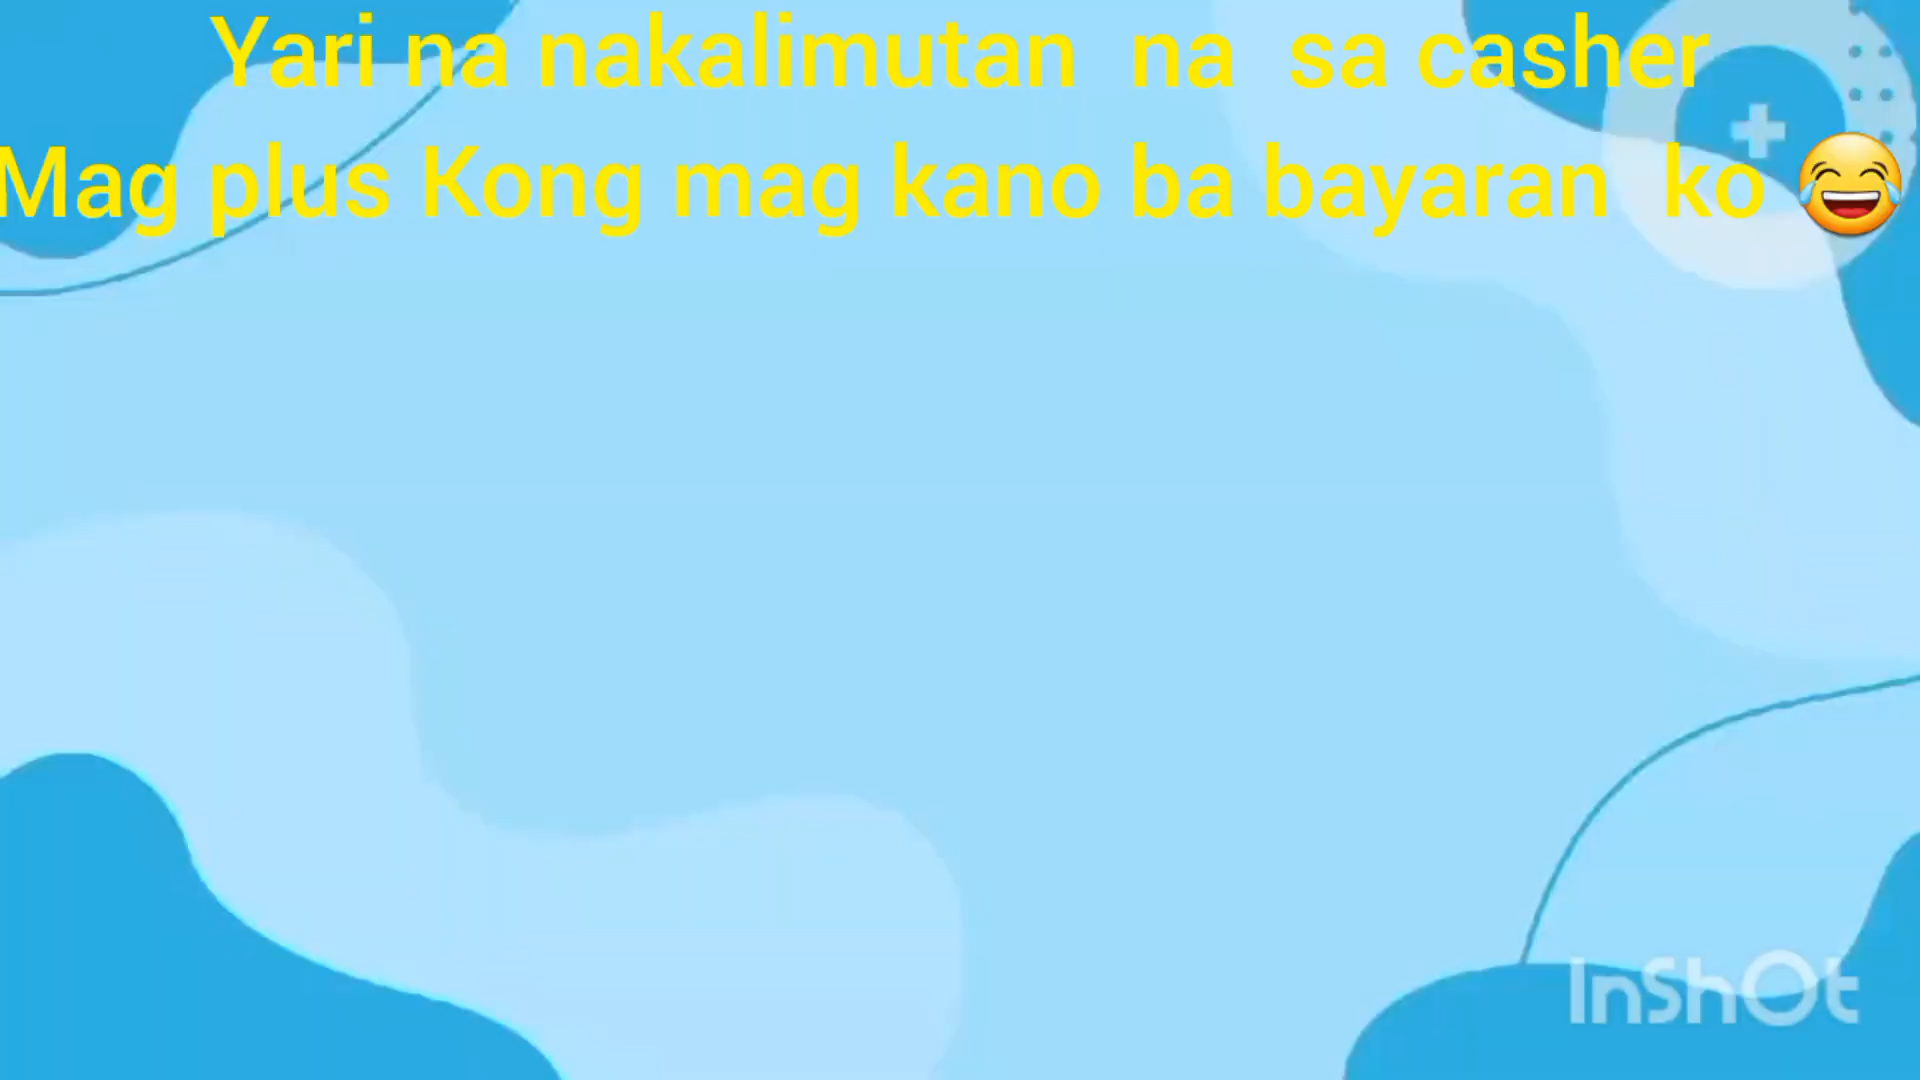 Yari na nakalimutan na sa casher
Mag plus Kong mag kano ba bayaran ko 😂
InShOt